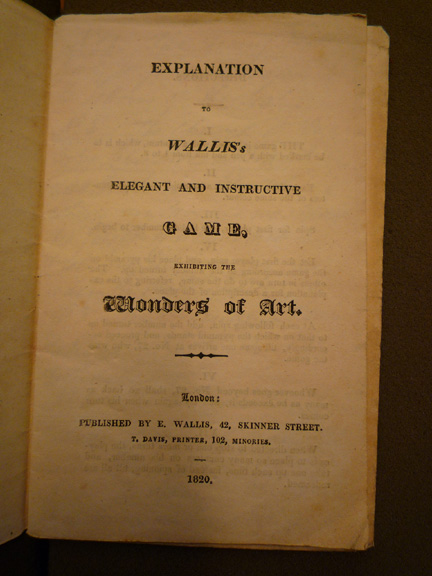 EXPLANATION
TO
WALLIS's
ELEGANT AND INSTRUCTIVE
GAME,
EXHIBITING THE
Wonders of Art.
London:
PUBLISHED BY E. WALLIS, 42, SKINNER STREET.
T. DAVIS, PRINTER, 102, MINORIES.
1820.